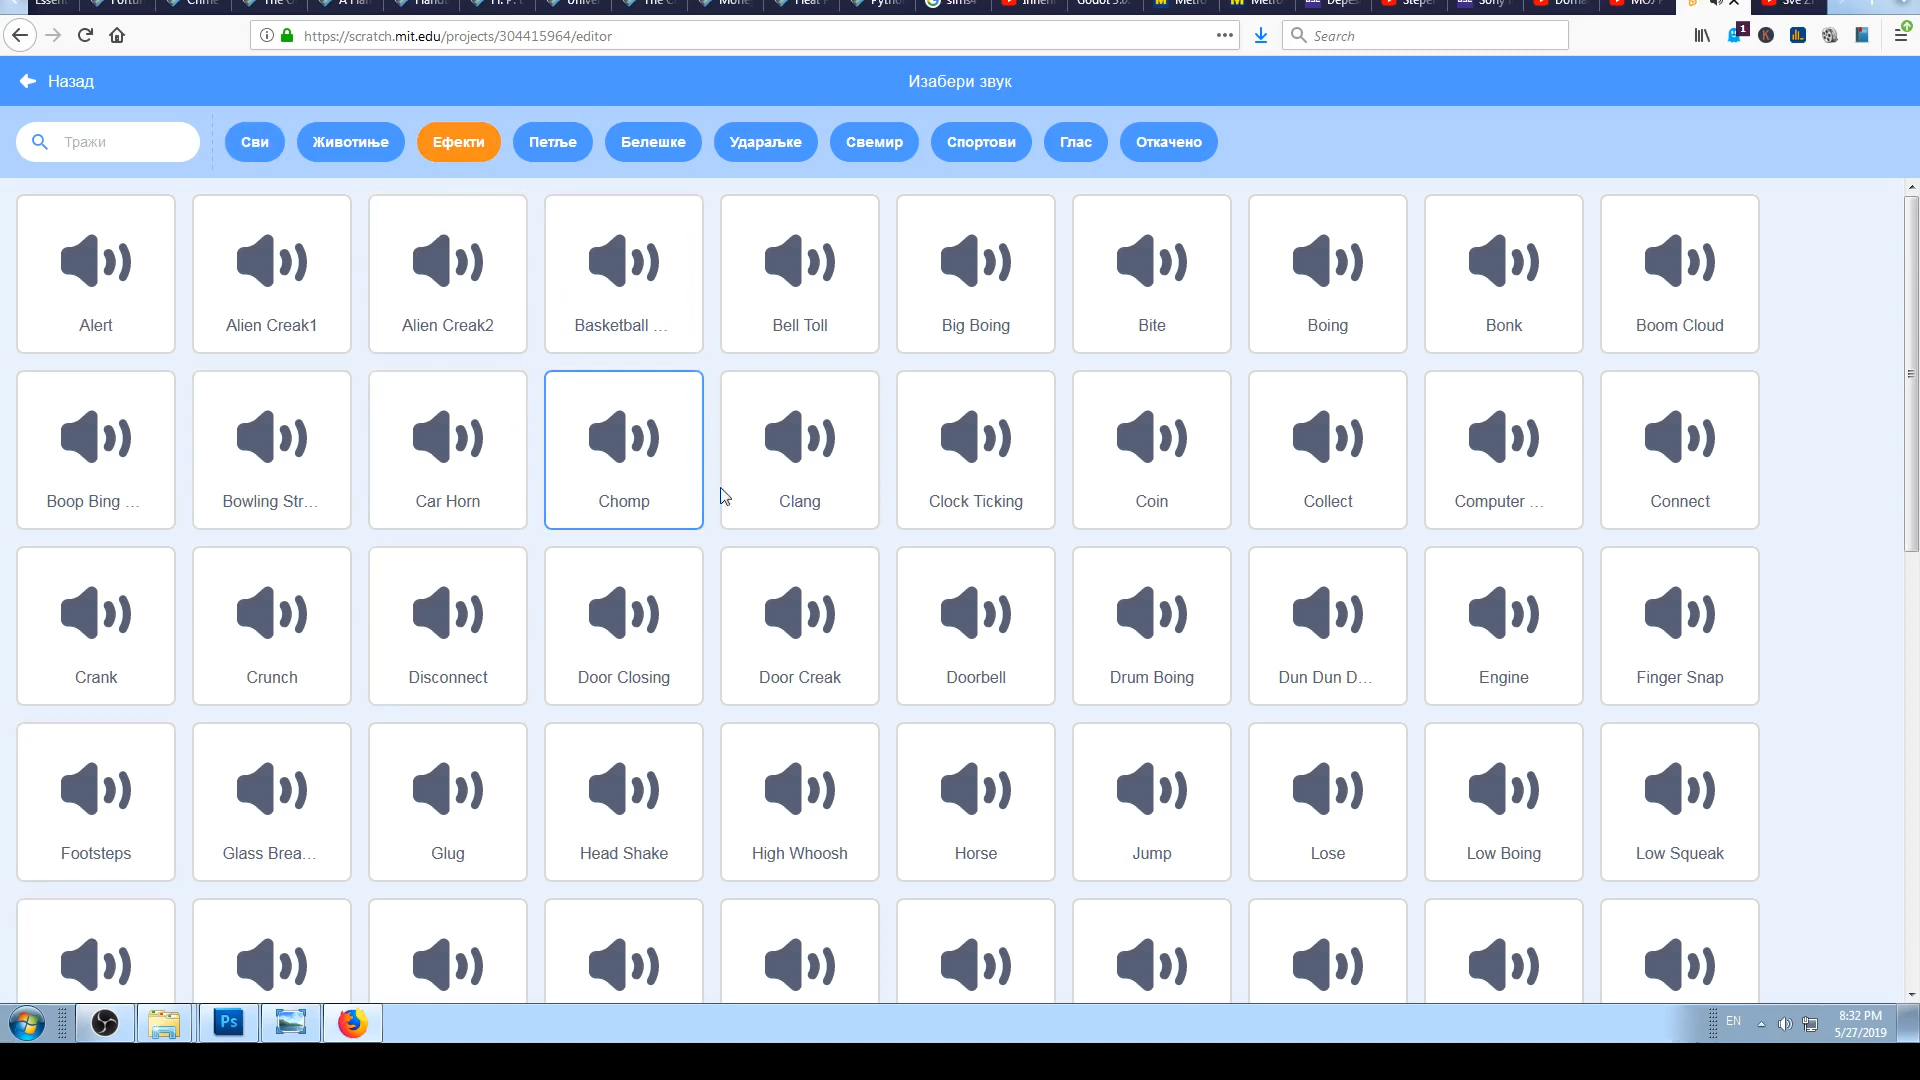 https://scratch.mit.edu/projects/304415964/editor
Search
1
Назад
Изабери звук
Тражи
Сви
Животиње
Ефекти
Петље
Белешке
Удараљке
Свемир
Спортови
Глас
Откачено
Alert
Alien Creak1
Alien Creak2
Basketball ...
Bell Toll
Big Boing
Bite
Boing
Bonk
Boom Cloud
Boop Bing ...
Bowling Str...
Car Horn
Chomp
Clang
Clock Ticking
Coin
Collect
Computer ...
Connect
Crank
Crunch
Disconnect
Door Closing
Door Creak
Doorbell
Drum Boing
Dun Dun D...
Engine
Finger Snap
Footsteps
Glass Brea...
Glug
Head Shake
High Whoosh
Horse
Jump
Lose
Low Boing
Low Squeak
Ps
EN
8:32 PM
5/27/2019